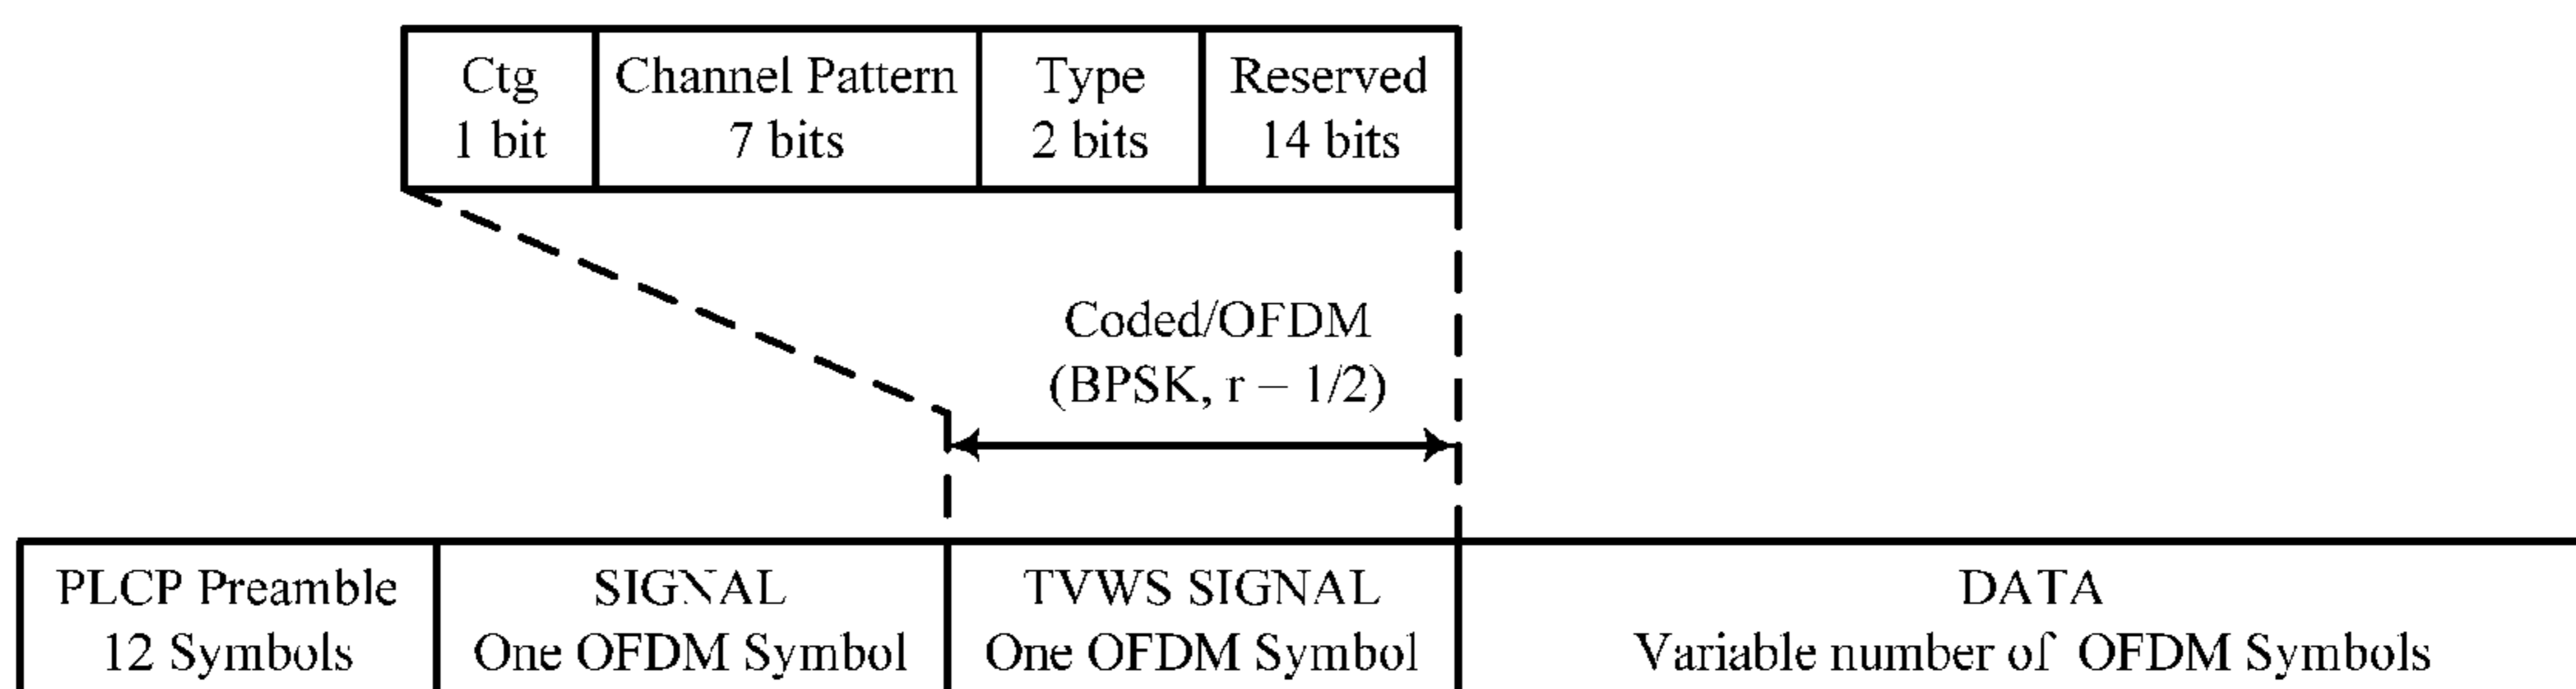 Ctg
1 bit
Channel Pattern
7 bits
Type
2 bits
Reserved
14 bits
Coded/OFDM
(BPSK, r – 1/2)
PLCP Preamble
12 Symbols
SIGNAL
One OFDM Symbol
TVWS SIGNAL
One OFDM Symbol
DATA
Variable number of OFDM Symbols